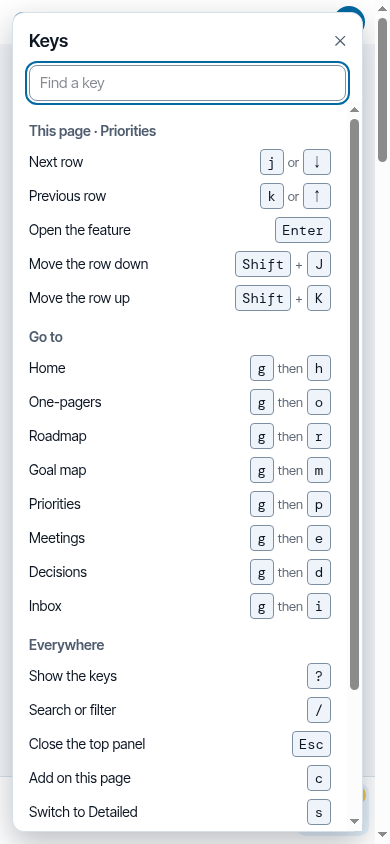 Keys
Find a key
This page · Priorities
Next row j or ↓
Previous row k or ↑
Open the feature Enter
Move the row down Shift + J
Move the row up Shift + K
Go to
Home g then h
One-pagers g then o
Roadmap g then r
Goal map g then m
Priorities g then p
Meetings g then e
Decisions g then d
Inbox g then i
Everywhere
Show the keys ?
Search or filter /
Close the top panel Esc
Add on this page c
Switch to Detailed s